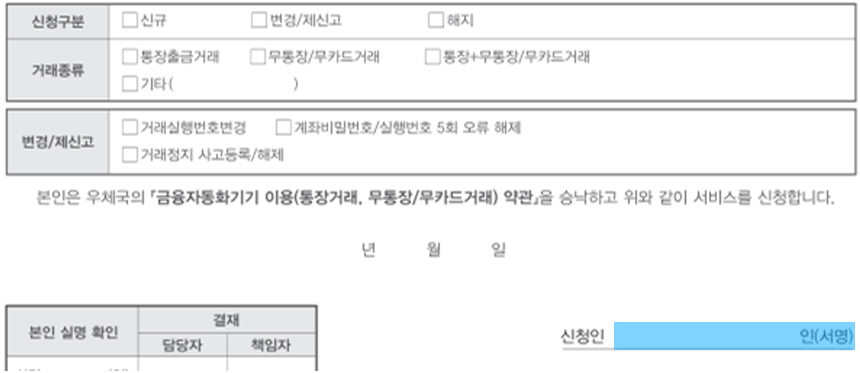 신청구분 □신규 □변경/제신고 □해지
거래종류 □통장출금거래 □무통장/무카드거래 □통장+무통장/무카드거래
□기타( )
변경/제신고 □거래실행번호변경 □계좌비밀번호/실행번호 5회 오류 해제
□거래정지 사고등록/해제
본인은 우체국의 『금융자동화기기 이용(통장거래, 무통장/무카드거래) 약관』을 승낙하고 위와 같이 서비스를 신청합니다.
년 월 일
본인 실명 확인 결재
담당자 책임자
신청인 인(서명)